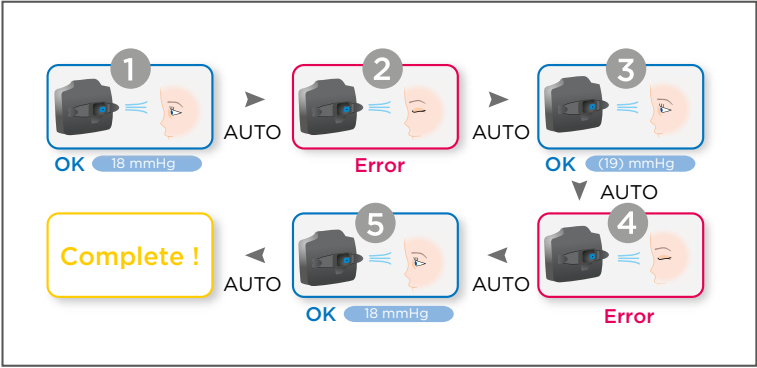 1
2
3
AUTO
AUTO
OK 18 mmHg
Error
OK (19) mmHg
AUTO
4
5
Complete !
AUTO
AUTO
OK 18 mmHg
Error